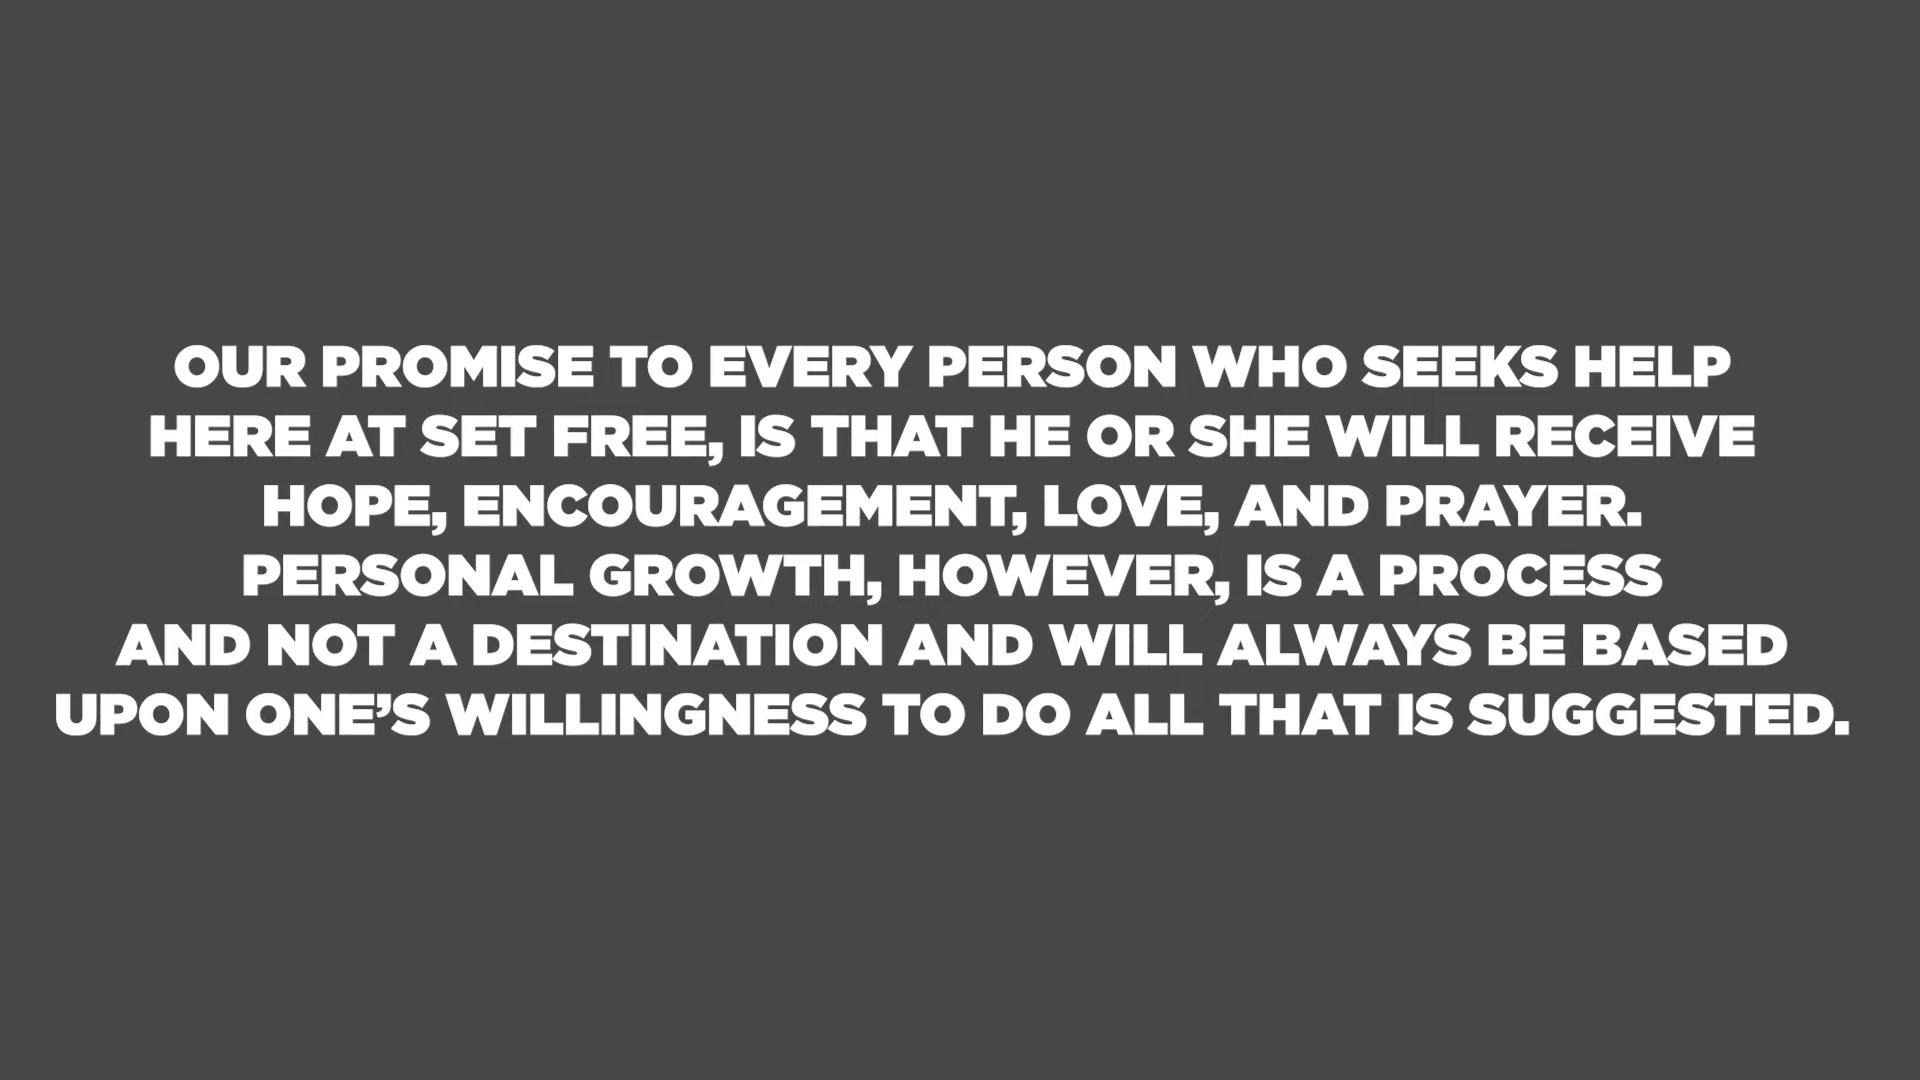 OUR PROMISE TO EVERY PERSON WHO SEEKS HELP
HERE AT SET FREE, IS THAT HE OR SHE WILL RECEIVE
HOPE, ENCOURAGEMENT, LOVE, AND PRAYER.
PERSONAL GROWTH, HOWEVER, IS A PROCESS
AND NOT A DESTINATION AND WILL ALWAYS BE BASED
UPON ONE’S WILLINGNESS TO DO ALL THAT IS SUGGESTED.